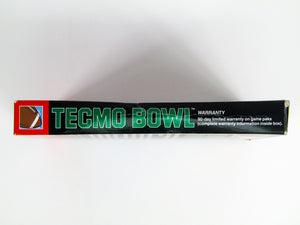 TECMO BOWL™
WARRANTY
90-day limited warranty on game paks
(complete warranty information inside box).